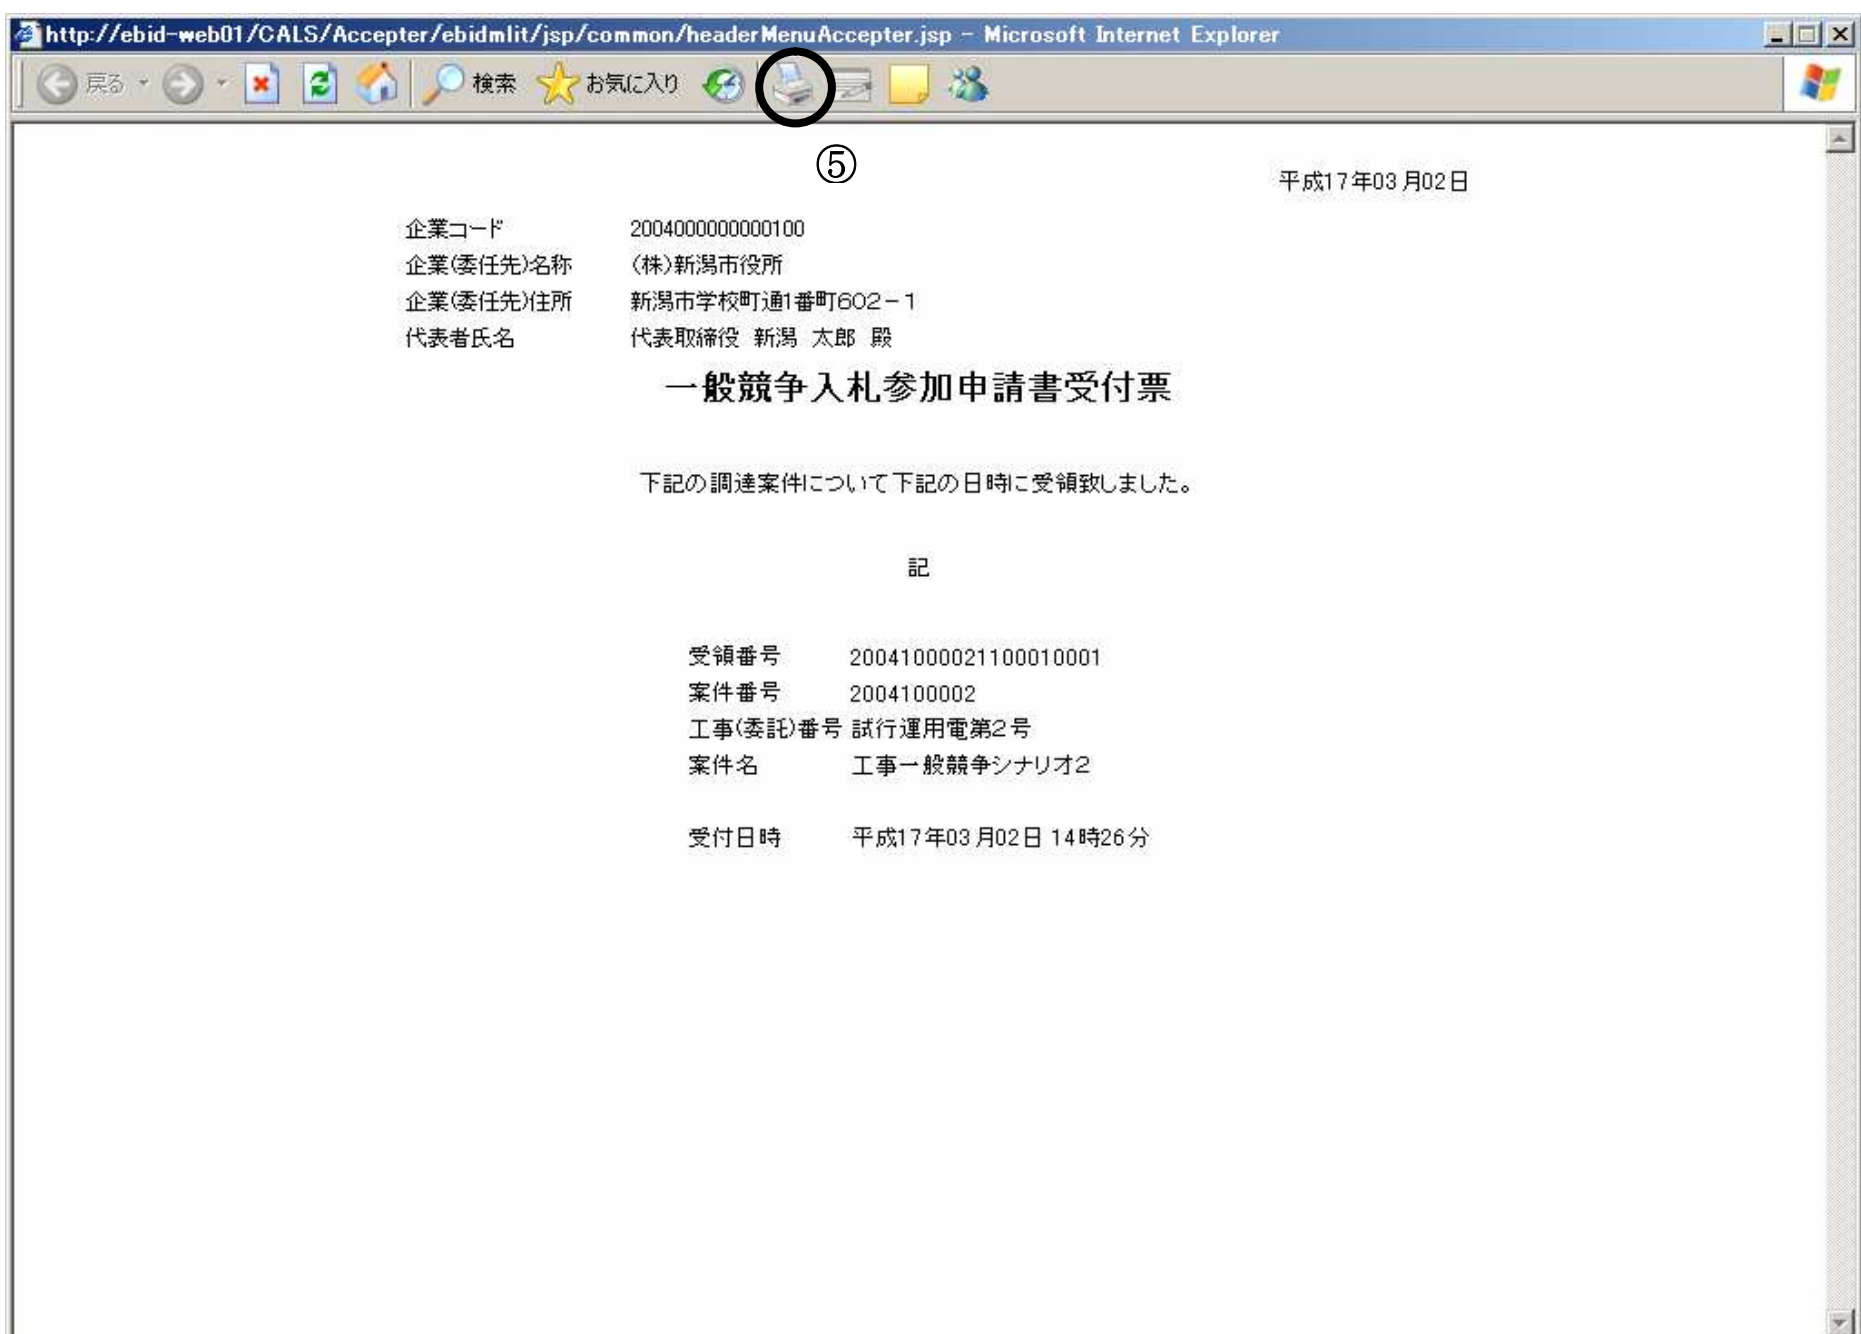 http://ebid-web01/CALS/Accepter/ebidmlit/jsp/common/headerMenuAccepter.jsp - Microsoft Internet Explorer
戻る 検索 お気に入り
⑤
平成17年03月02日
企業コード 2004000000000100
企業(委任先)名称 (株)新潟市役所
企業(委任先)住所 新潟市学校町通1番町602-1
代表者氏名 代表取締役 新潟 太郎 殿
一般競争入札参加申請書受付票
下記の調達案件について下記の日時に受領致しました。
記
受領番号 20041000021100010001
案件番号 2004100002
工事(委託)番号 試行運用電第2号
案件名 工事一般競争シナリオ2
受付日時 平成17年03月02日 14時26分